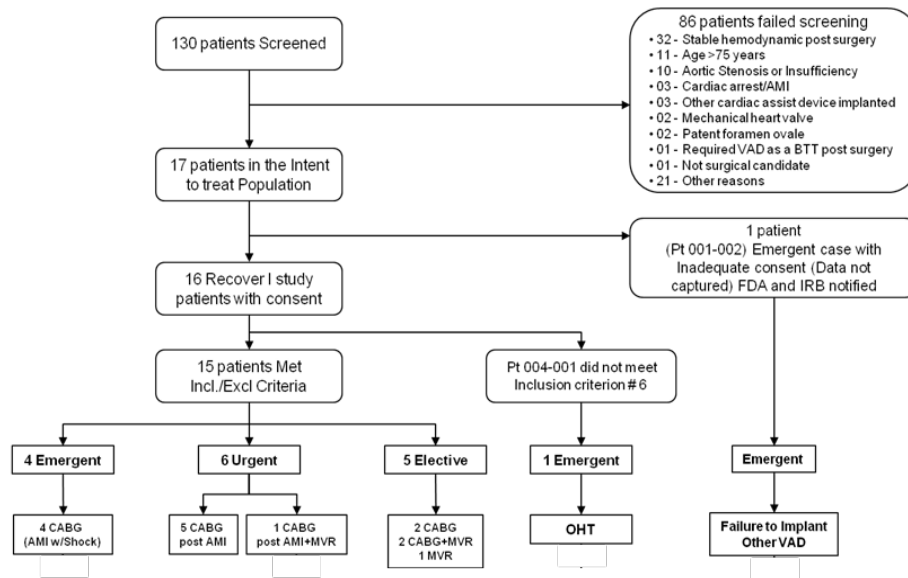 130 patients Screened
86 patients failed screening
• 32 - Stable hemodynamic post surgery
• 11 - Age >75 years
• 10 - Aortic Stenosis or Insufficiency
• 03 - Cardiac arrest/AMI
• 03 - Other cardiac assist device implanted
• 02 - Mechanical heart valve
• 02 - Patent foramen ovale
• 01 - Required VAD as a BTT post surgery
• 01 - Not surgical candidate
• 21 - Other reasons
17 patients in the Intent
to treat Population
1 patient
(Pt 001-002) Emergent case with
Inadequate consent (Data not
captured) FDA and IRB notified
16 Recover I study
patients with consent
15 patients Met
Incl./Excl Criteria
Pt 004-001 did not meet
Inclusion criterion # 6
4 Emergent
6 Urgent
5 Elective
1 Emergent
Emergent
4 CABG
(AMI w/Shock)
5 CABG
post AMI
1 CABG
post AMI+MVR
2 CABG
2 CABG+MVR
1 MVR
OHT
Failure to Implant
Other VAD